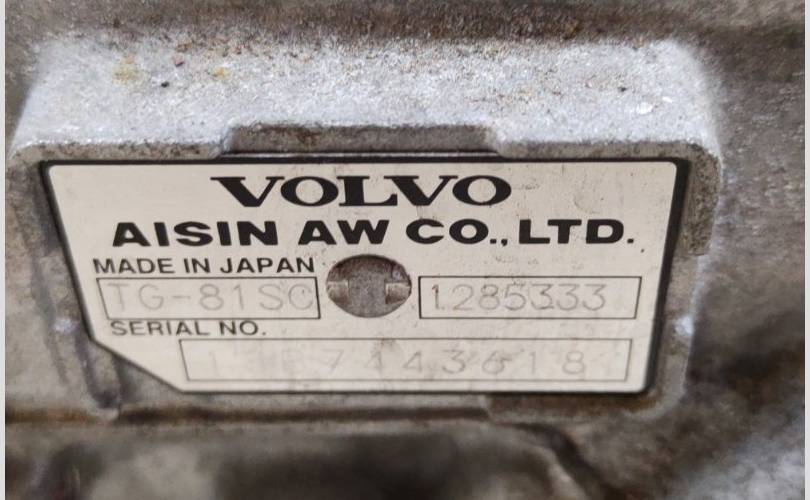 VOLVO
AISIN AW CO.,LTD.
MADE IN JAPAN
TG-81SC 1285333
SERIAL NO.